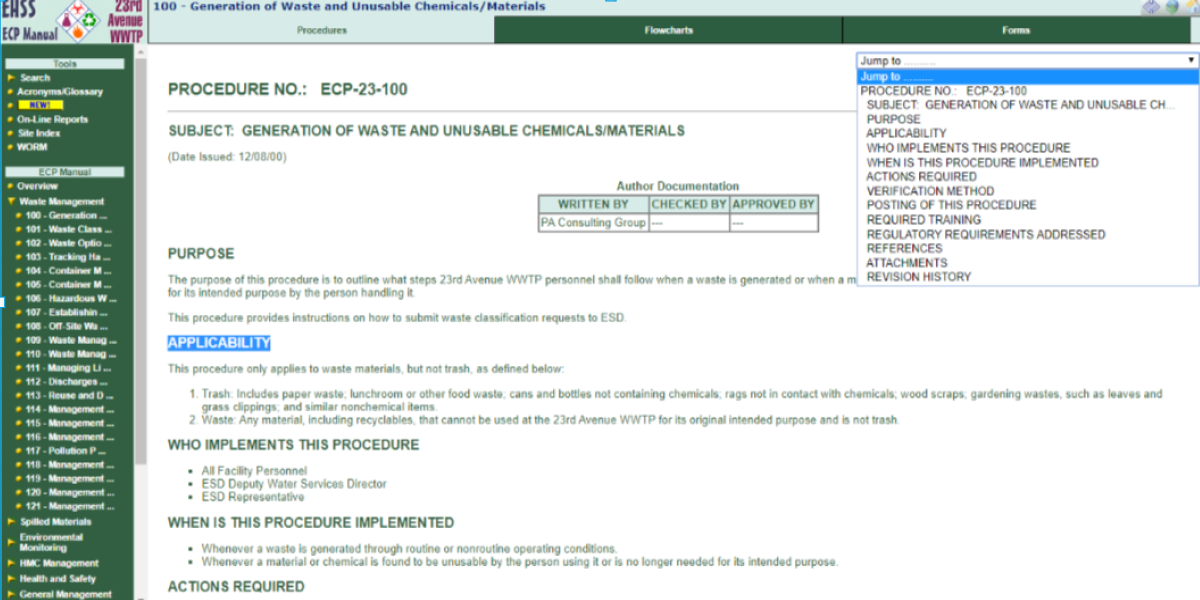 EHSS
ECP Manual
23rd
Avenue
WWTP
100 - Generation of Waste and Unusable Chemicals/Materials
Procedures
Flowcharts
Forms
Tools
Search
Acronyms/Glossary
NEW!
On-Line Reports
Site Index
WORM
ECP Manual
Overview
Waste Management
100 - Generation ...
101 - Waste Class ...
102 - Waste Optio ...
103 - Tracking Ha ...
104 - Container M ...
105 - Container M ...
106 - Hazardous W ...
107 - Establishin ...
108 - Off-Site Wa ...
109 - Waste Manag ...
110 - Waste Manag ...
111 - Managing Li ...
112 - Discharges ...
113 - Reuse and D ...
114 - Management ...
115 - Management ...
116 - Management ...
117 - Pollution P ...
118 - Management ...
119 - Management ...
120 - Management ...
121 - Management ...
Spilled Materials
Environmental
Monitoring
HMC Management
Health and Safety
General Management
Jump to ..........
Jump to ..........
PROCEDURE NO.: ECP-23-100
SUBJECT: GENERATION OF WASTE AND UNUSABLE CH...
PURPOSE
APPLICABILITY
WHO IMPLEMENTS THIS PROCEDURE
WHEN IS THIS PROCEDURE IMPLEMENTED
ACTIONS REQUIRED
VERIFICATION METHOD
POSTING OF THIS PROCEDURE
REQUIRED TRAINING
REGULATORY REQUIREMENTS ADDRESSED
REFERENCES
ATTACHMENTS
REVISION HISTORY
PROCEDURE NO.: ECP-23-100
SUBJECT: GENERATION OF WASTE AND UNUSABLE CHEMICALS/MATERIALS
(Date Issued: 12/08/00)
Author Documentation
WRITTEN BY CHECKED BY APPROVED BY
PA Consulting Group --- ---
PURPOSE
The purpose of this procedure is to outline what steps 23rd Avenue WWTP personnel shall follow when a waste is generated or when a m
for its intended purpose by the person handling it.
This procedure provides instructions on how to submit waste classification requests to ESD.
APPLICABILITY
This procedure only applies to waste materials, but not trash, as defined below:
1. Trash: Includes paper waste; lunchroom or other food waste; cans and bottles not containing chemicals; rags not in contact with chemicals; wood scraps; gardening wastes, such as leaves and
grass clippings; and similar nonchemical items.
2. Waste: Any material, including recyclables, that cannot be used at the 23rd Avenue WWTP for its original intended purpose and is not trash.
WHO IMPLEMENTS THIS PROCEDURE
All Facility Personnel
ESD Deputy Water Services Director
ESD Representative
WHEN IS THIS PROCEDURE IMPLEMENTED
Whenever a waste is generated through routine or nonroutine operating conditions.
Whenever a material or chemical is found to be unusable by the person using it or is no longer needed for its intended purpose.
ACTIONS REQUIRED